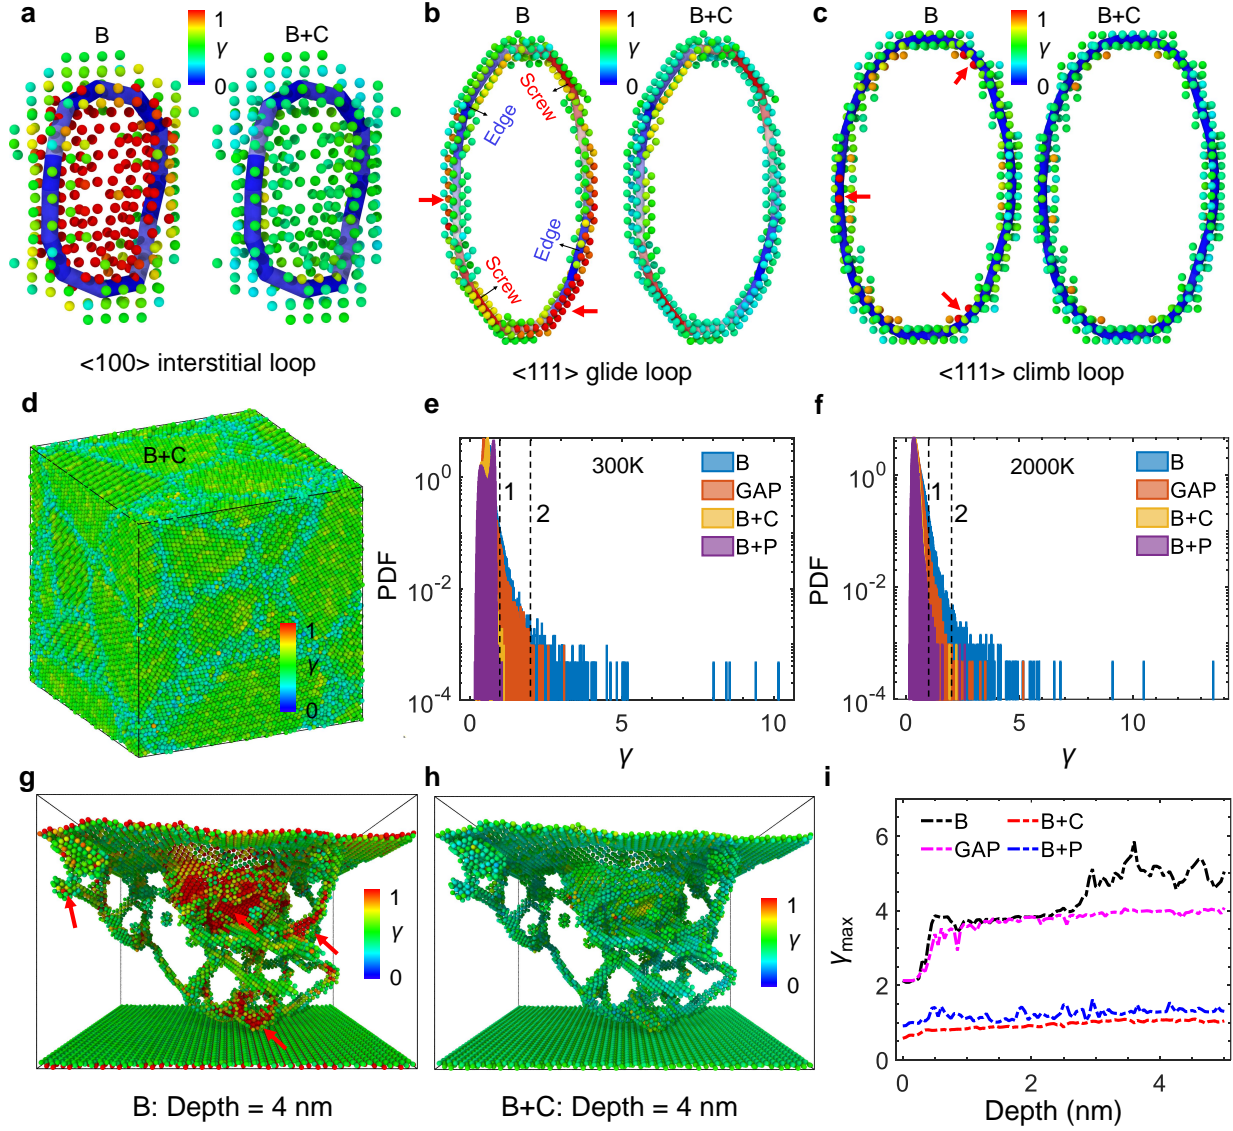 a
B
1
γ
0
B+C
<100> interstitial loop
b
B
1
γ
0
B+C
Screw
Edge
Edge
Screw
<111> glide loop
c
B
1
γ
0
B+C
<111> climb loop
d
B+C
1
γ
0
e
300K
B
GAP
B+C
B+P
1
2
PDF
10^0
10^-2
10^-4
0
5
10
γ
f
2000K
B
GAP
B+C
B+P
1
2
PDF
10^0
10^-2
10^-4
0
5
10
γ
g
1
γ
0
B: Depth = 4 nm
h
1
γ
0
B+C: Depth = 4 nm
i
B
B+C
GAP
B+P
γmax
6
4
2
0
0
2
4
Depth (nm)